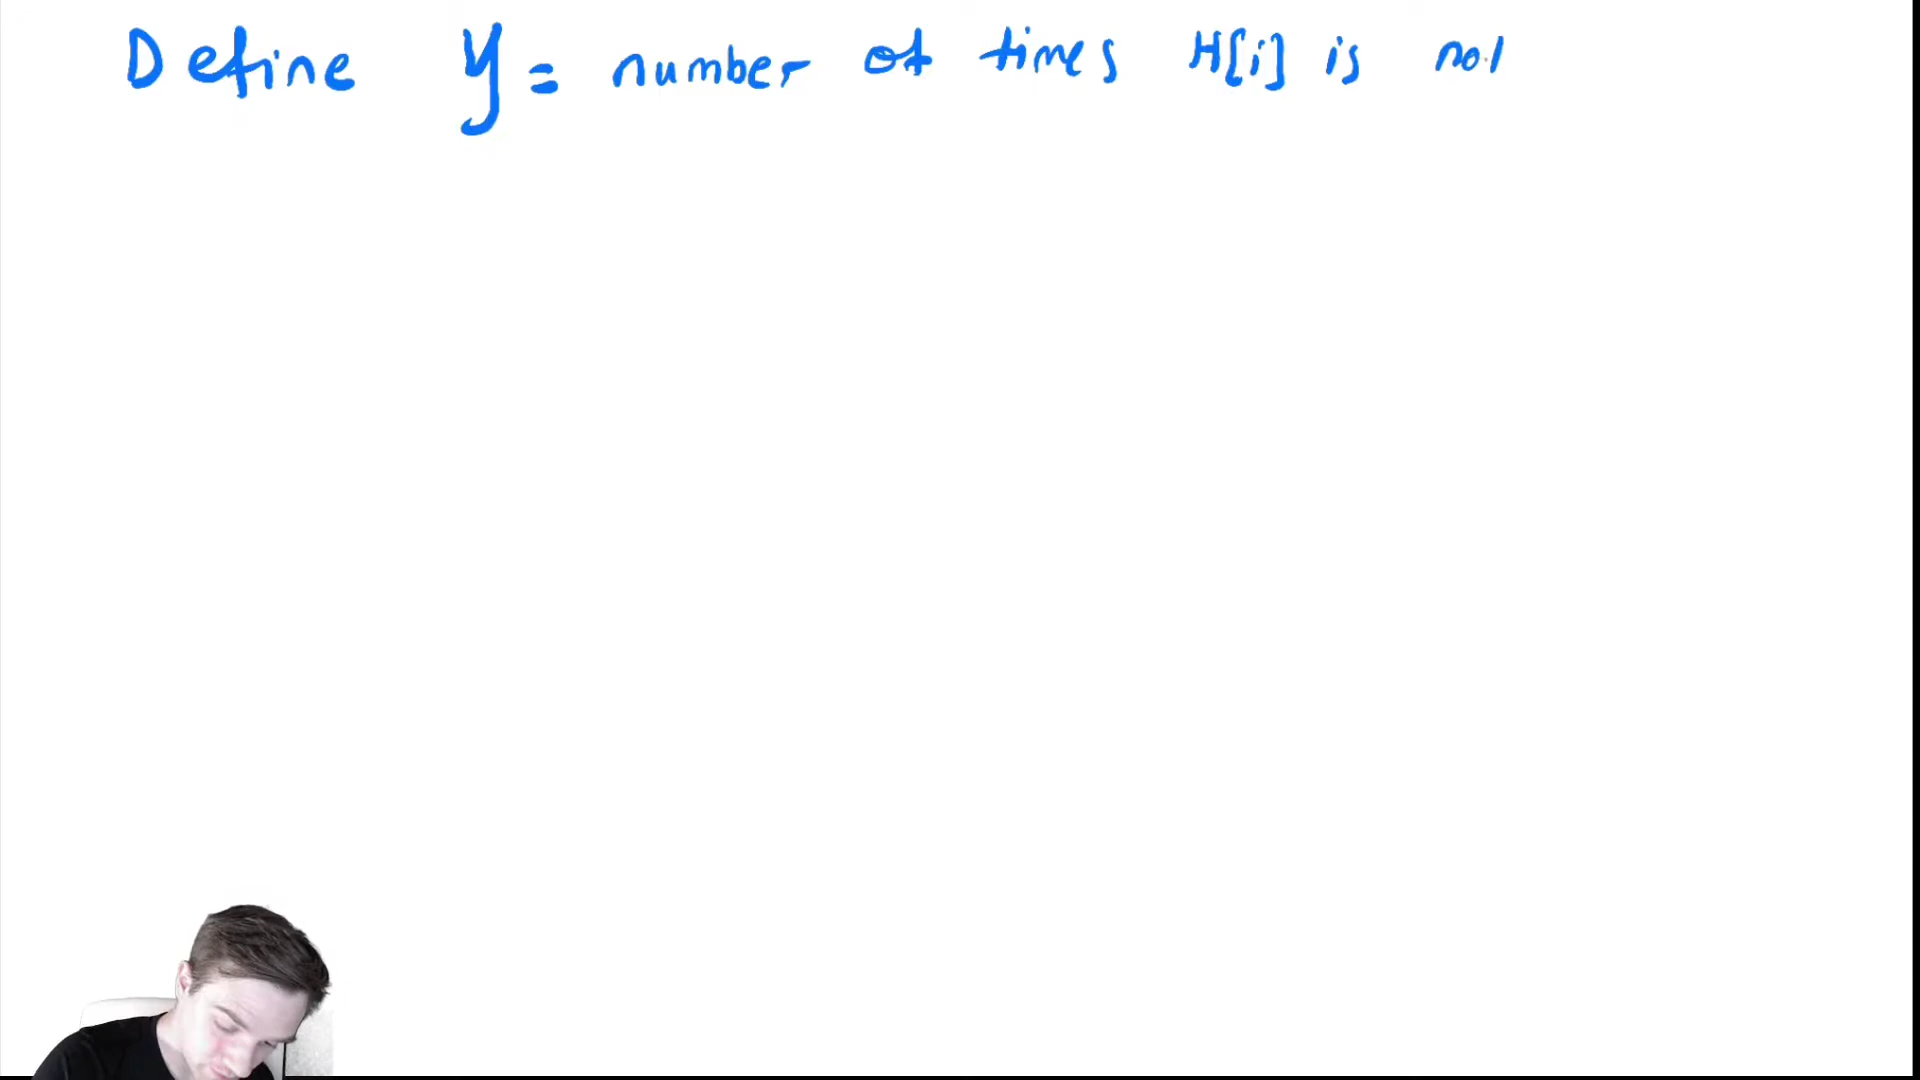 Define y = number of times H[i] is not